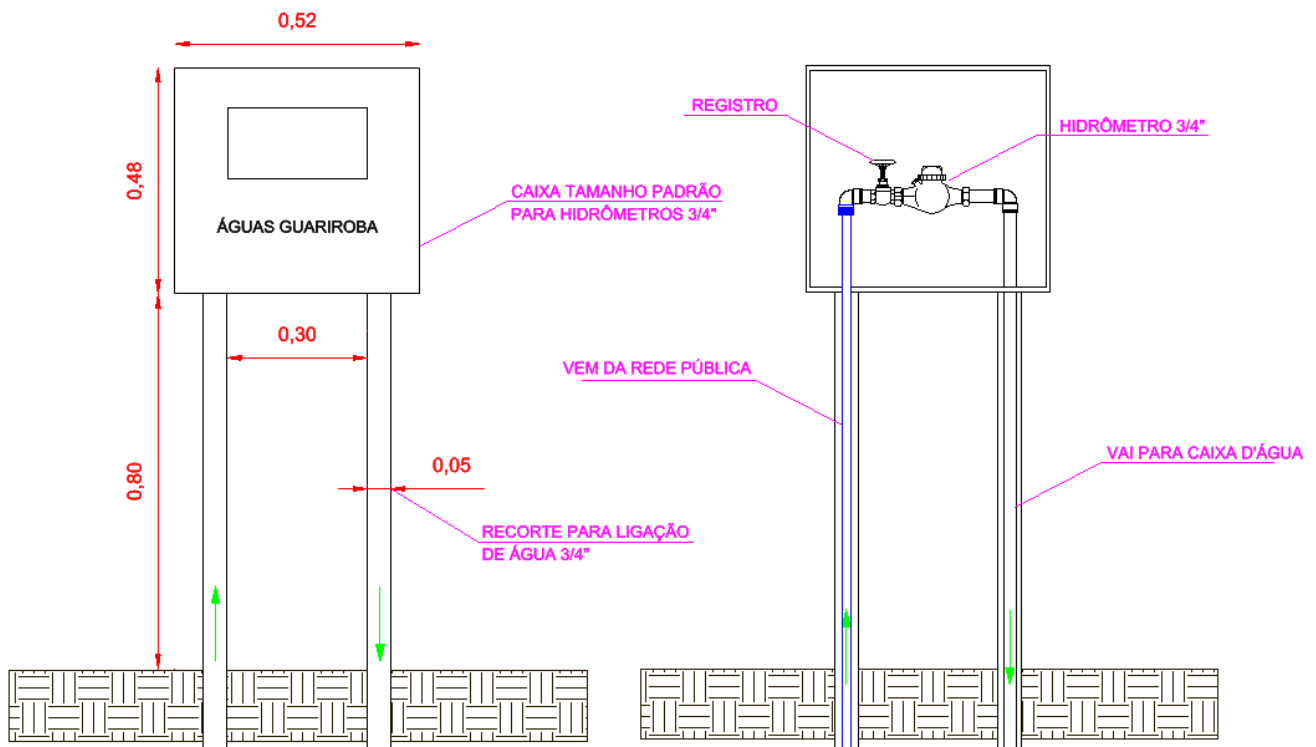 0,52
0,48
ÁGUAS GUARIROBA
CAIXA TAMANHO PADRÃO
PARA HIDRÔMETROS 3/4"
0,30
0,80
0,05
RECORTE PARA LIGAÇÃO
DE ÁGUA 3/4"
REGISTRO
HIDRÔMETRO 3/4"
VEM DA REDE PÚBLICA
VAI PARA CAIXA D'ÁGUA